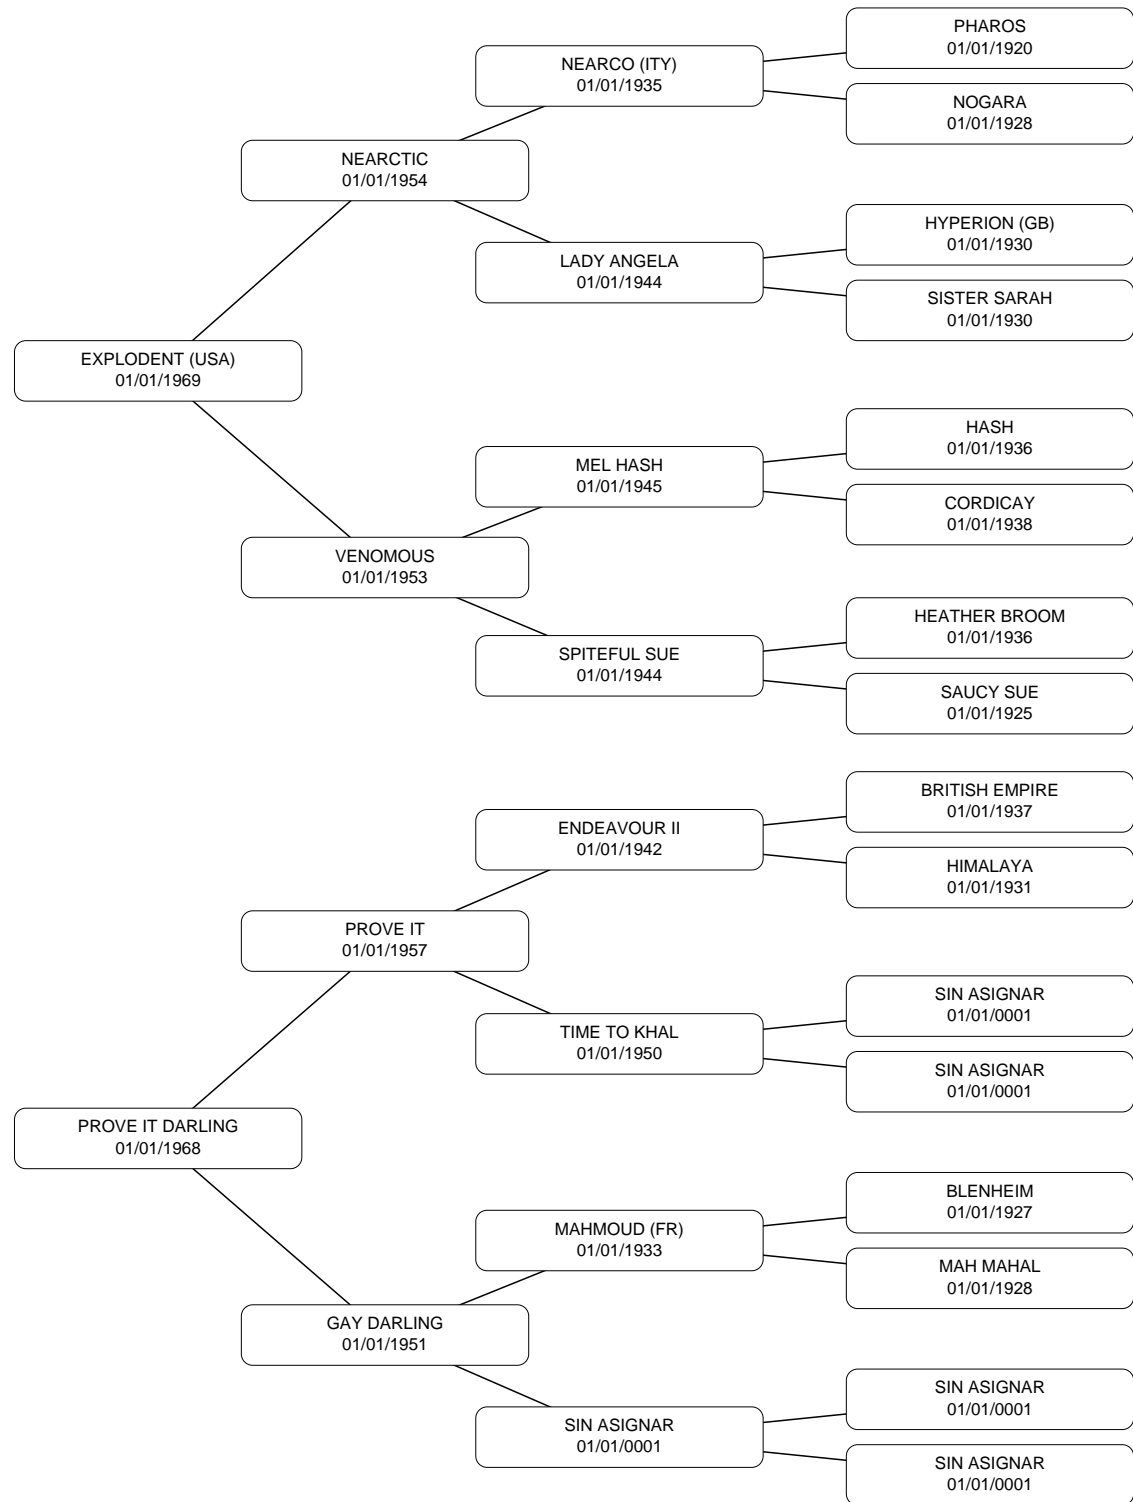 PHAROS
01/01/1920
NEARCO (ITY)
01/01/1935
NOGARA
01/01/1928
NEARCTIC
01/01/1954
HYPERION (GB)
01/01/1930
LADY ANGELA
01/01/1944
SISTER SARAH
01/01/1930
EXPLODENT (USA)
01/01/1969
HASH
01/01/1936
MEL HASH
01/01/1945
CORDICAY
01/01/1938
VENOMOUS
01/01/1953
HEATHER BROOM
01/01/1936
SPITEFUL SUE
01/01/1944
SAUCY SUE
01/01/1925
BRITISH EMPIRE
01/01/1937
ENDEAVOUR II
01/01/1942
HIMALAYA
01/01/1931
PROVE IT
01/01/1957
SIN ASIGNAR
01/01/0001
TIME TO KHAL
01/01/1950
SIN ASIGNAR
01/01/0001
PROVE IT DARLING
01/01/1968
BLENHEIM
01/01/1927
MAHMOUD (FR)
01/01/1933
MAH MAHAL
01/01/1928
GAY DARLING
01/01/1951
SIN ASIGNAR
01/01/0001
SIN ASIGNAR
01/01/0001
SIN ASIGNAR
01/01/0001